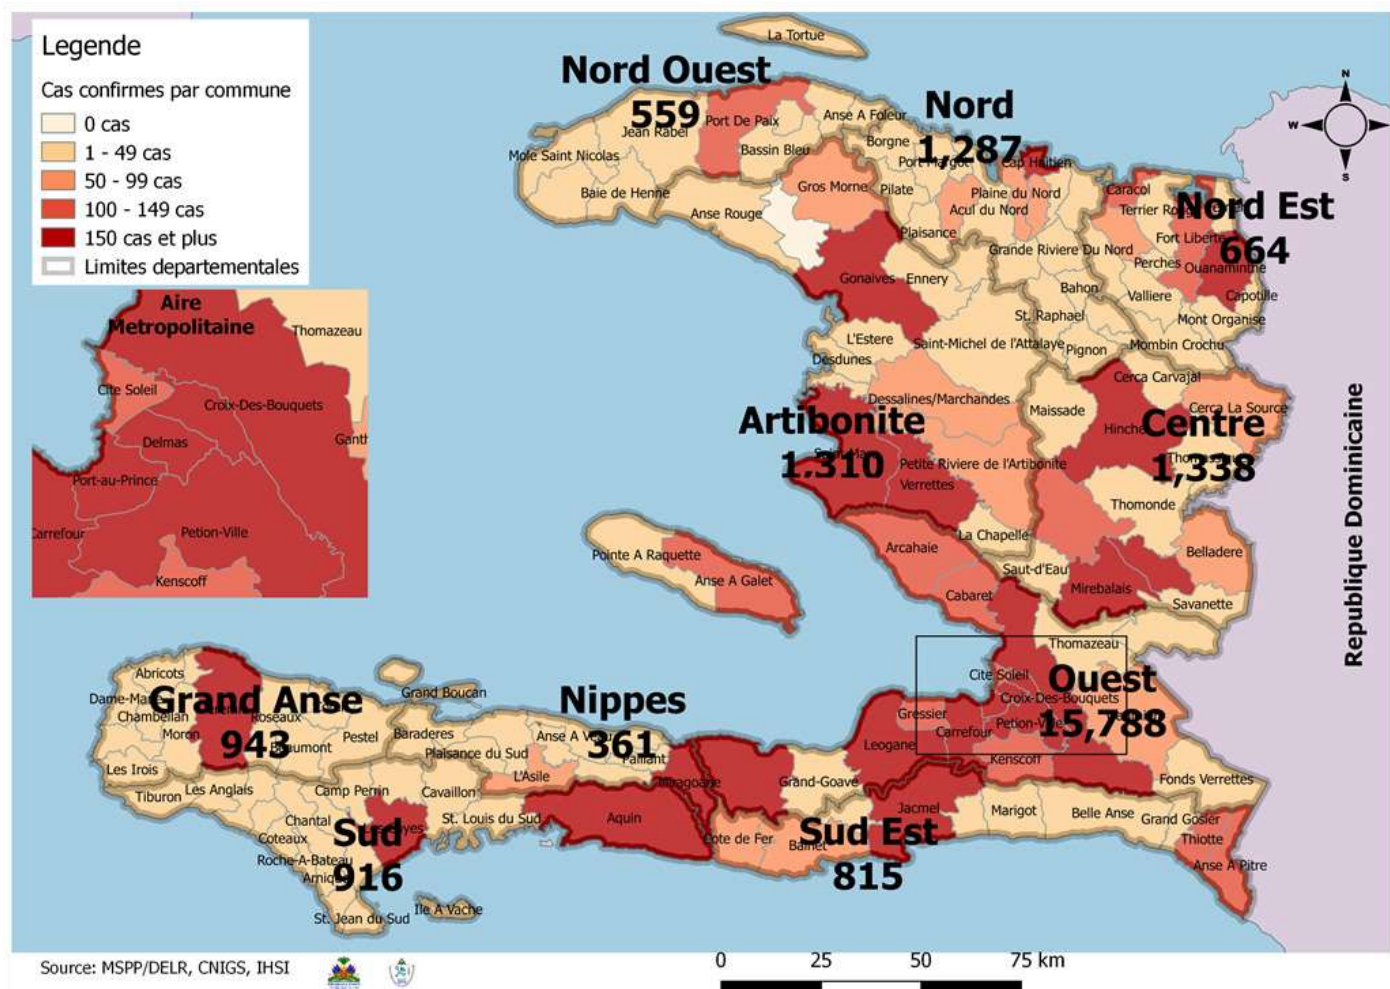 Legende
Cas confirmes par commune
0 cas
1 - 49 cas
50 - 99 cas
100 - 149 cas
150 cas et plus
Limites departementales
Aire
Metropolitaine
Thomazeau
Cite Soleil
Croix-Des-Bouquets
Delmas
Port-au-Prince
Carrefour
Petion-Ville
Kenscoff
La Tortue
Nord Ouest
559
Port De Paix
Jean Rabel
Anse A Foleur
Bassin Bleu
Mole Saint Nicolas
Baie de Henne
Anse Rouge
Nord
1,287
Borgne
Port Margot
Cap Haitien
Gros Morne
Pilate
Plaine du Nord
Acul du Nord
Plaisance
Grande Riviere Du Nord
Caracol
Nord Est
664
Terrier Rouge
Fort Liberte
Perches
Ouanaminthe
Capotille
Valliere
Mont Organise
Mombin Crochu
Gonaives
Ennery
Bahon
St. Raphael
Pignon
L'Estere
Saint-Michel de l'Attalaye
Desdunes
Dessalines/Marchandes
Artibonite
1,310
Petite Riviere de l'Artibonite
Verrettes
La Chapelle
Cerca Carvajal
Maissade
Cerca La Source
Hinche
Centre
1,338
Thomonde
Belladere
Saut-d'Eau
Mirebalais
Savanette
Republique Dominicaine
N
W
E
S
Pointe A Raquette
Anse A Galet
Arcahaie
Cabaret
Thomazeau
Cite Soleil
Ouest
15,788
Croix-Des-Bouquets
Gressier
Carrefour
Leogane
Kenscoff
Fonds Verrettes
Abricots
Grand Anse
943
Chambellan
Moron
Roseaux
Beaumont
Pestel
Les Irois
Grand Boucan
Baraderes
Plaisance du Sud
Nippes
361
Anse A Veau
Paillant
L'Asile
Miragoane
Grand-Goave
Tiburon
Les Anglais
Camp Perrin
Cavaillon
Chantal
St. Louis du Sud
Coteaux
Roche-A-Bateau
Sud
916
St. Jean du Sud
Ile A Vache
Aquin
Cote de Fer
Bainet
Sud Est
815
Jacmel
Marigot
Belle Anse
Grand Gosier
Thiotte
Anse A Pitre
Source: MSPP/DELR, CNIGS, IHSI
0 25 50 75 km